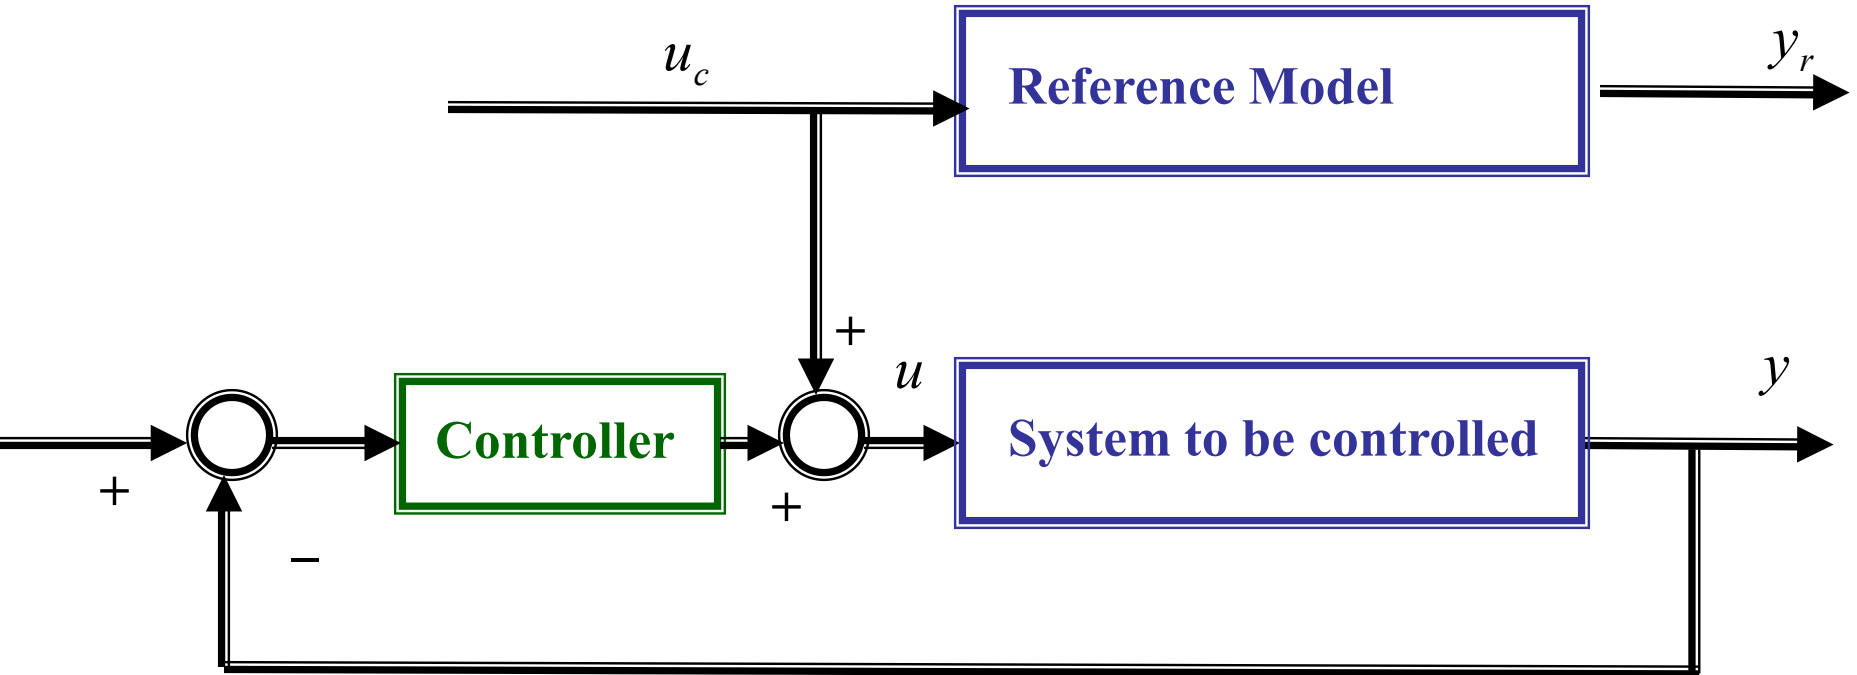 u_c
Reference Model
y_r
+
u
y
Controller
System to be controlled
+
+
−